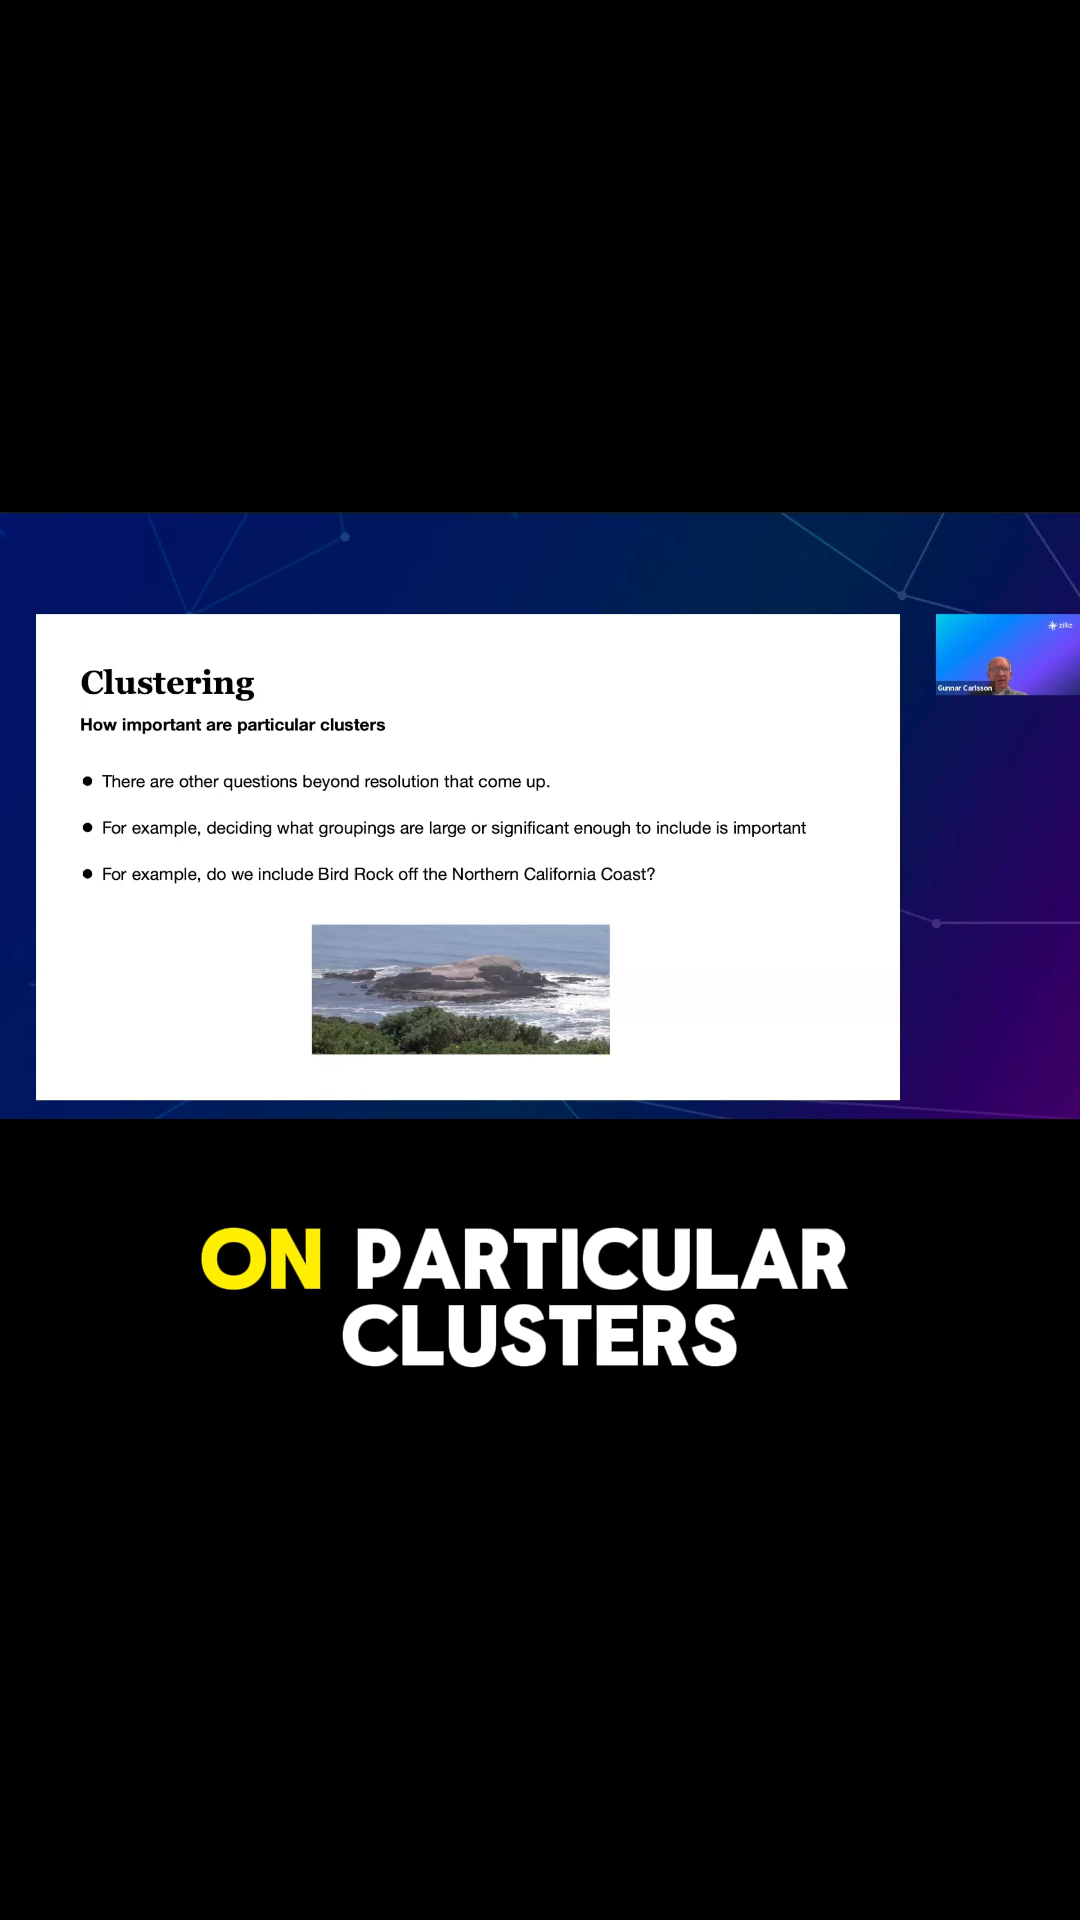 zilliz
Gunnar Carlsson
Clustering
How important are particular clusters
There are other questions beyond resolution that come up.
For example, deciding what groupings are large or significant enough to include is important
For example, do we include Bird Rock off the Northern California Coast?
ON PARTICULAR
CLUSTERS